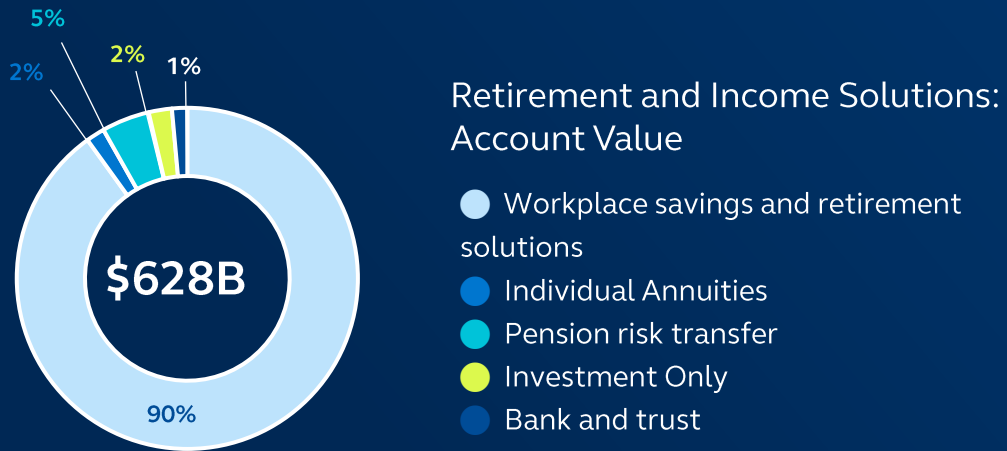 5%
2%
2%
1%
$628B
90%
Retirement and Income Solutions:
Account Value
Workplace savings and retirement
solutions
Individual Annuities
Pension risk transfer
Investment Only
Bank and trust